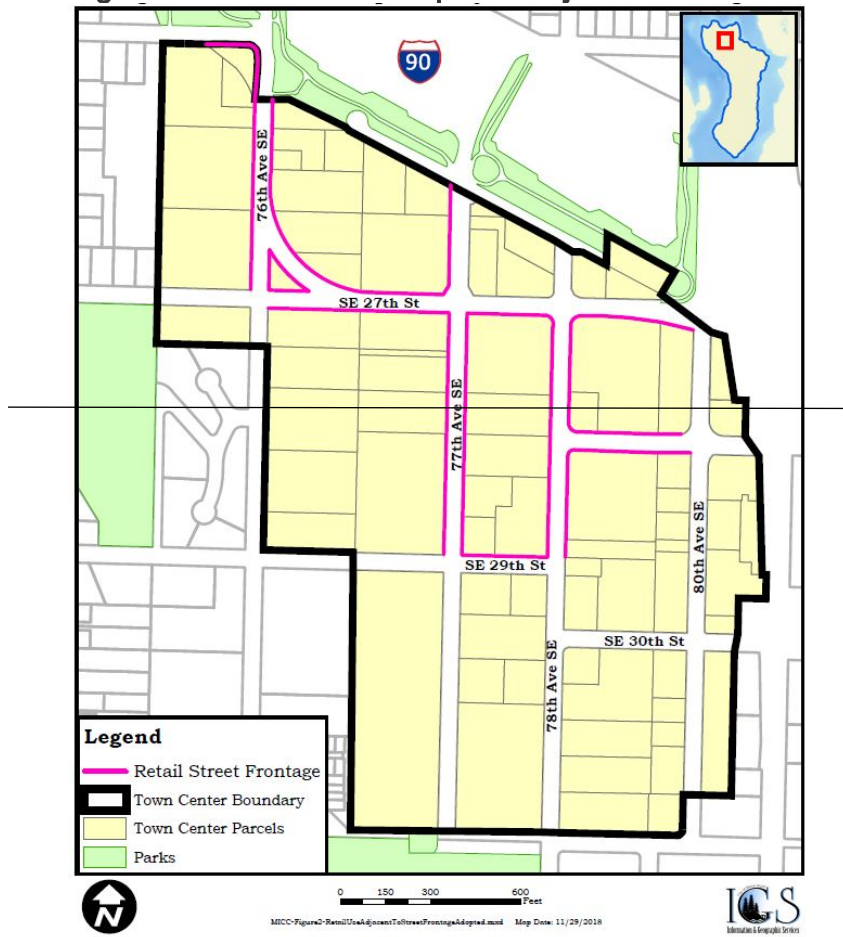 90
76th Ave SE
SE 27th St
77th Ave SE
SE 29th St
80th Ave SE
SE 30th St
78th Ave SE
Legend
Retail Street Frontage
Town Center Boundary
Town Center Parcels
Parks
N
0 150 300 600
Feet
MICC-Figure2-RetailUseAdjacentToStreetFrontageAdopted.mxd Map Date: 11/29/2018
IGS
Information & Geographic Services